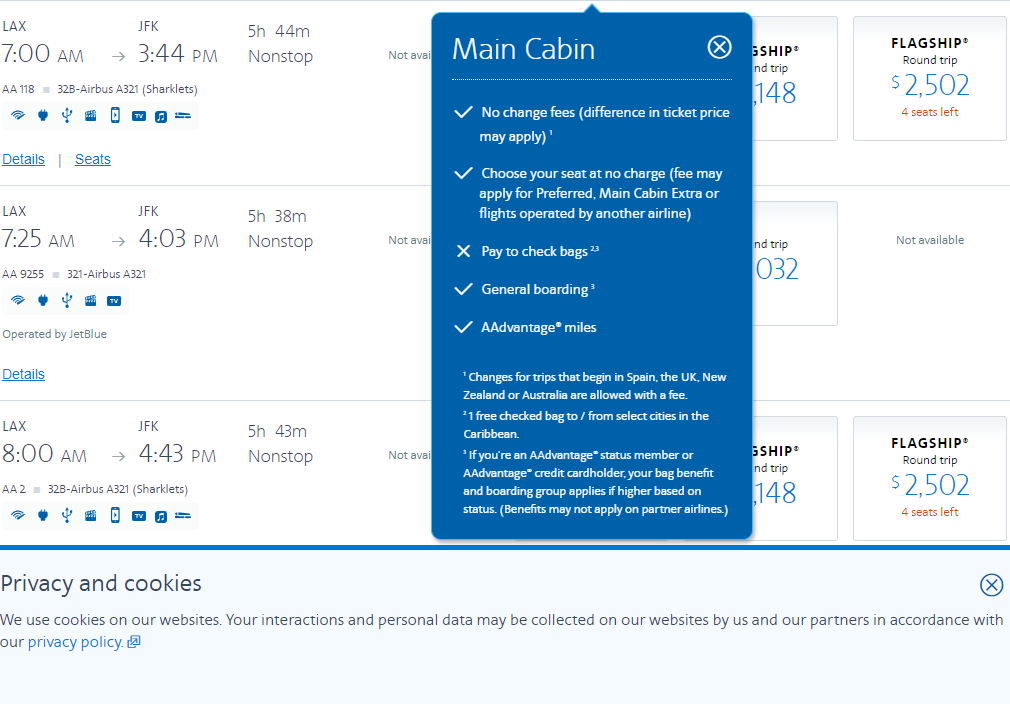 LAX
JFK
5h 44m
7:00 AM → 3:44 PM
Nonstop
Not avai
AA 118 ■ 32B-Airbus A321 (Sharklets)
TV
Details | Seats
GSHIP®
nd trip
,148
FLAGSHIP®
Round trip
$2,502
4 seats left
LAX
JFK
5h 38m
7:25 AM → 4:03 PM
Nonstop
Not avai
AA 9255 ■ 321-Airbus A321
TV
Operated by JetBlue
Details
nd trip
032
Not available
LAX
JFK
5h 43m
8:00 AM → 4:43 PM
Nonstop
Not avai
AA 2 ■ 32B-Airbus A321 (Sharklets)
TV
GSHIP®
nd trip
,148
FLAGSHIP®
Round trip
$2,502
4 seats left
Main Cabin
No change fees (difference in ticket price
may apply) ¹
Choose your seat at no charge (fee may
apply for Preferred, Main Cabin Extra or
flights operated by another airline)
Pay to check bags ²,³
General boarding ³
AAdvantage® miles
¹ Changes for trips that begin in Spain, the UK, New
Zealand or Australia are allowed with a fee.
² 1 free checked bag to / from select cities in the
Caribbean.
³ If you're an AAdvantage® status member or
AAdvantage® credit cardholder, your bag benefit
and boarding group applies if higher based on
status. (Benefits may not apply on partner airlines.)
Privacy and cookies
We use cookies on our websites. Your interactions and personal data may be collected on our websites by us and our partners in accordance with
our privacy policy.